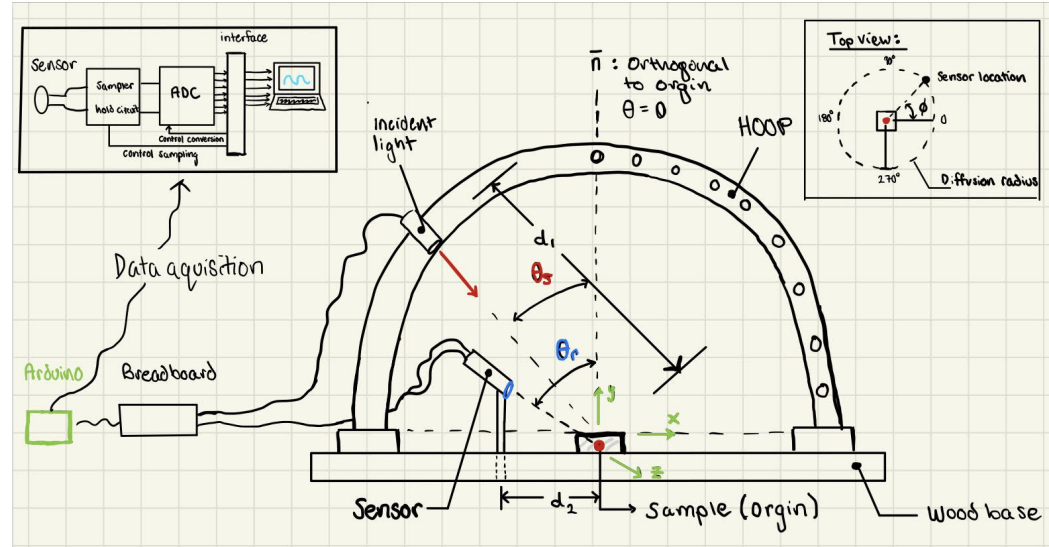 interface
Sensor
Sampler
hold circuit
ADC
Control conversion
Control sampling
n̄ : Orthogonal
to orgin
θ = 0
Top view:
90°
Sensor location
180°
ϕ
0
270°
Diffusion radius
incident
light
HOOP
d₁
θs
Data aquisition
θr
Arduino
Breadboard
y
x
z
Sensor
d₂
Sample (orgin)
Wood base